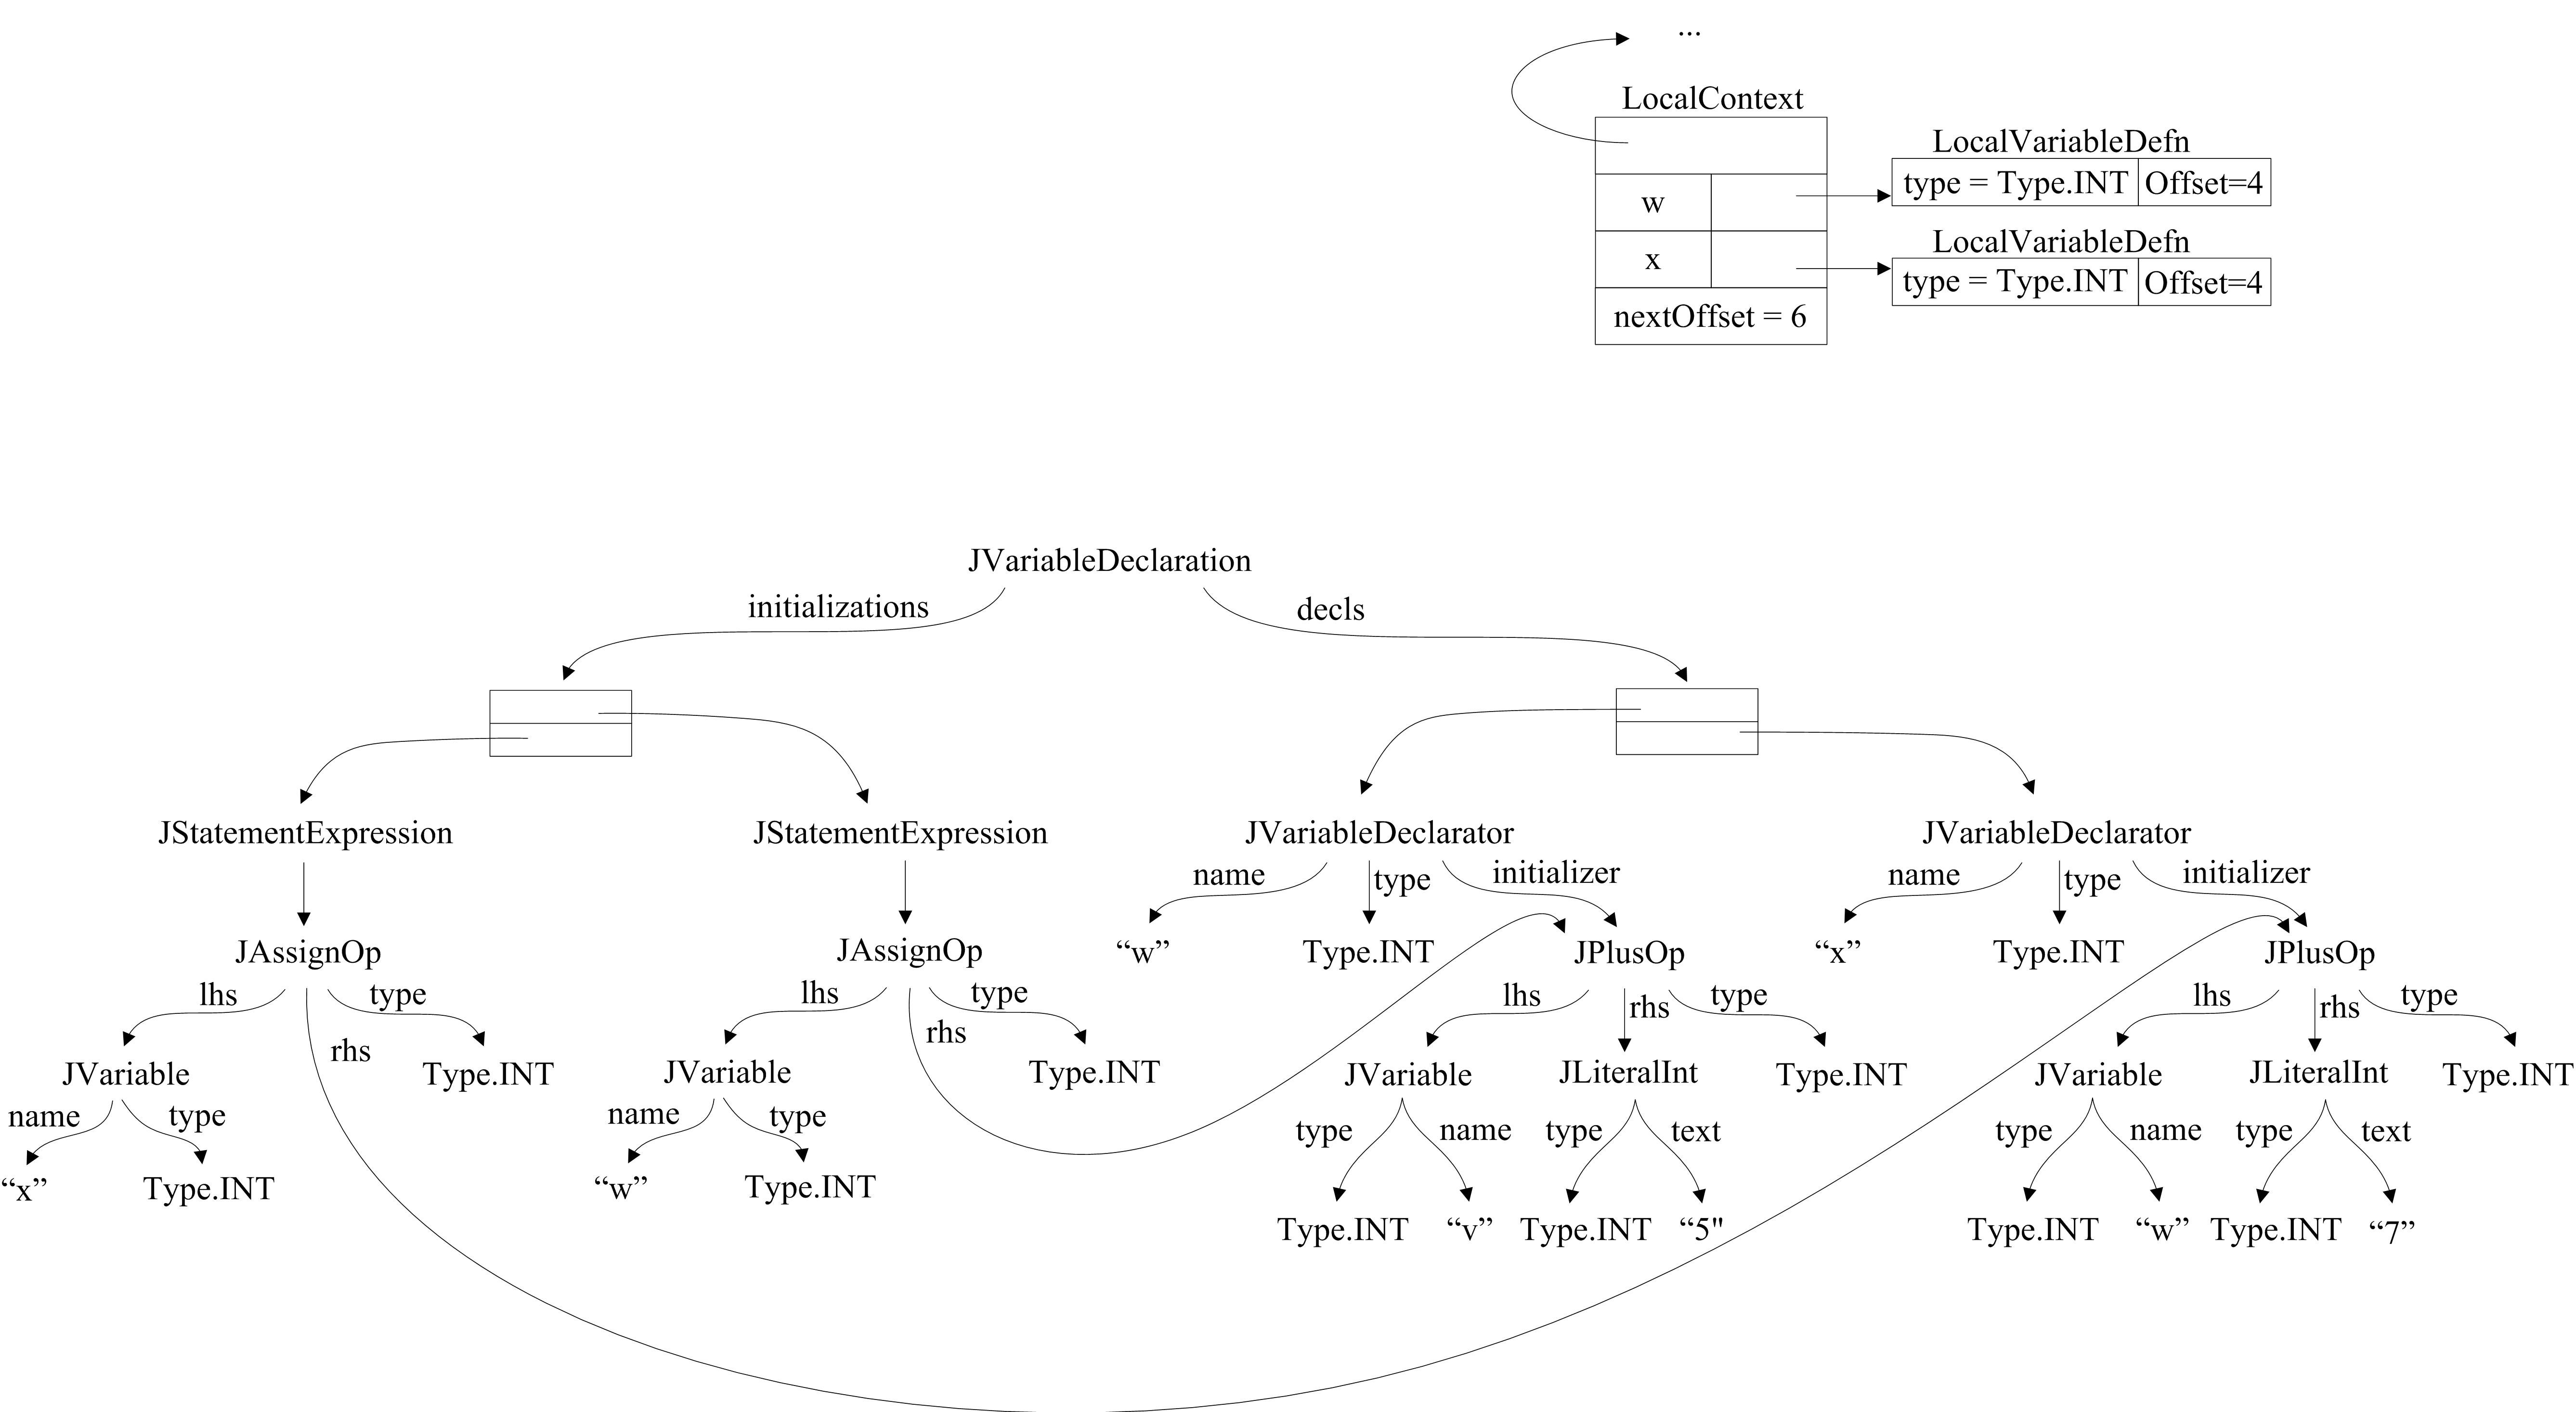 ...
LocalContext
LocalVariableDefn
type = Type.INT Offset=4
w
LocalVariableDefn
x
type = Type.INT Offset=4
nextOffset = 6
JVariableDeclaration
initializations decls
JStatementExpression JStatementExpression JVariableDeclarator JVariableDeclarator
name type initializer name type initializer
JAssignOp JAssignOp “w” Type.INT JPlusOp “x” Type.INT JPlusOp
lhs type lhs type lhs rhs type lhs rhs type
rhs rhs
JVariable Type.INT JVariable Type.INT JVariable JLiteralInt Type.INT JVariable JLiteralInt Type.INT
name type name type type name type text type name type text
“x” Type.INT “w” Type.INT
Type.INT “v” Type.INT “5" Type.INT “w” Type.INT “7”